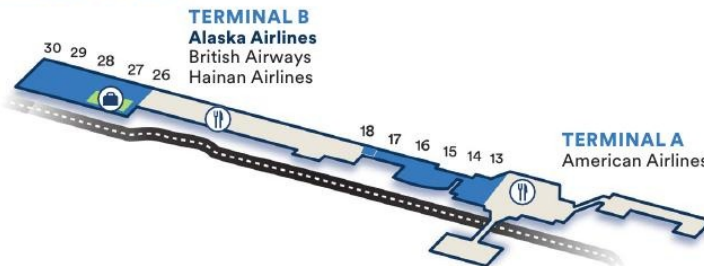 TERMINAL B
Alaska Airlines
British Airways
Hainan Airlines
30 29 28 27 26
18 17 16 15 14 13
TERMINAL A
American Airlines